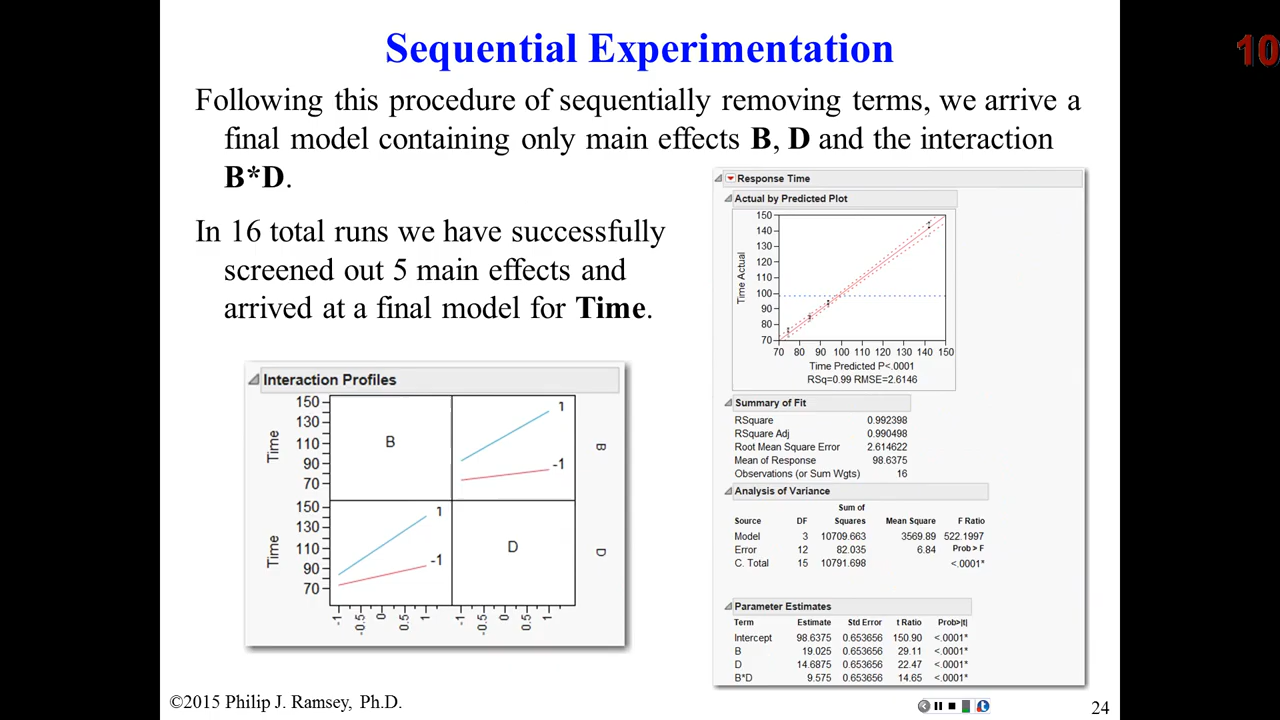 Sequential Experimentation
10
Following this procedure of sequentially removing terms, we arrive a
final model containing only main effects B, D and the interaction
B*D.
In 16 total runs we have successfully
screened out 5 main effects and
arrived at a final model for Time.
Interaction Profiles
150
130
110
90
70
Time
B
1
-1
B
150
130
110
90
70
Time
1
-1
D
D
-1 -0.5 0 0.5 1 -1 -0.5 0 0.5 1
Response Time
Actual by Predicted Plot
150
140
130
120
110
100
90
80
70
Time Actual
70 80 90 100 110 120 130 140 150
Time Predicted P<.0001
RSq=0.99 RMSE=2.6146
Summary of Fit
RSquare 0.992398
RSquare Adj 0.990498
Root Mean Square Error 2.614622
Mean of Response 98.6375
Observations (or Sum Wgts) 16
Analysis of Variance
Sum of
Source DF Squares Mean Square F Ratio
Model 3 10709.663 3569.89 522.1997
Error 12 82.035 6.84 Prob > F
C. Total 15 10791.698 <.0001*
Parameter Estimates
Term Estimate Std Error t Ratio Prob>|t|
Intercept 98.6375 0.653656 150.90 <.0001*
B 19.025 0.653656 29.11 <.0001*
D 14.6875 0.653656 22.47 <.0001*
B*D 9.575 0.653656 14.65 <.0001*
©2015 Philip J. Ramsey, Ph.D.
24